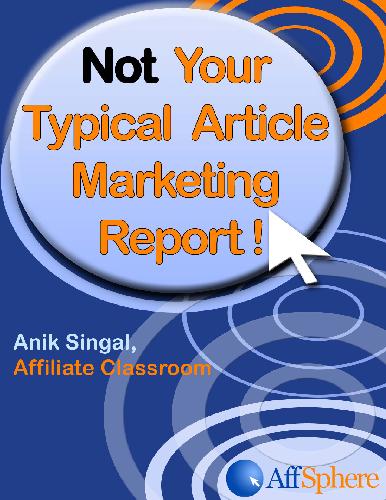 Not Your
Typical Article
Marketing
Report !
Anik Singal,
Affiliate Classroom
AffSphere